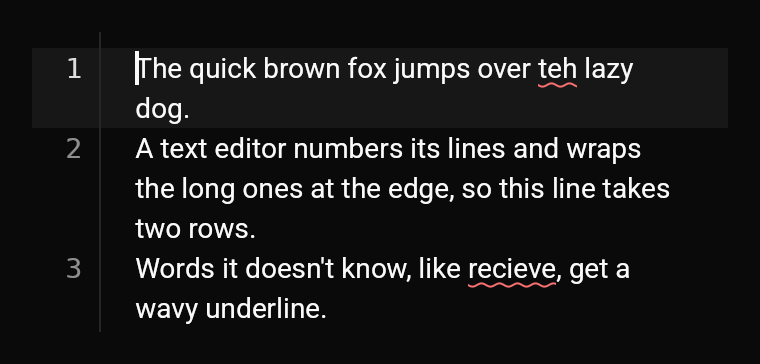 1 The quick brown fox jumps over teh lazy
dog.
2 A text editor numbers its lines and wraps
the long ones at the edge, so this line takes
two rows.
3 Words it doesn't know, like recieve, get a
wavy underline.